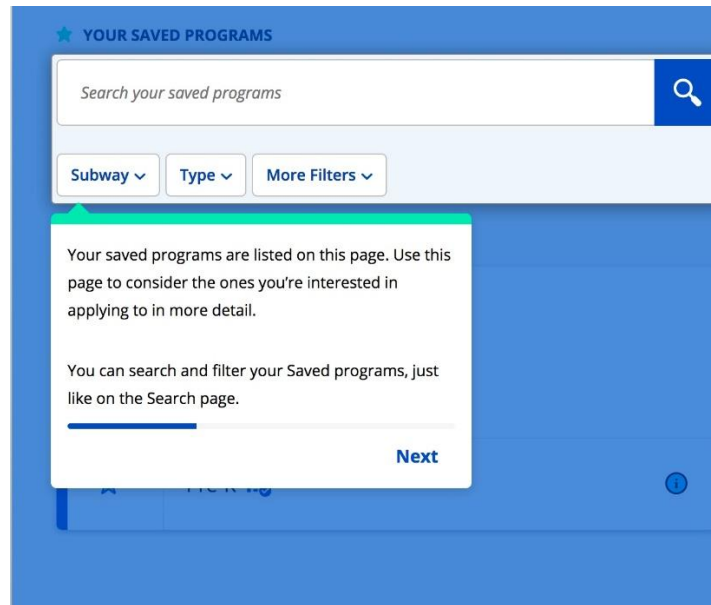 YOUR SAVED PROGRAMS
Search your saved programs
Subway
Type
More Filters
Your saved programs are listed on this page. Use this
page to consider the ones you’re interested in
applying to in more detail.
You can search and filter your Saved programs, just
like on the Search page.
Next